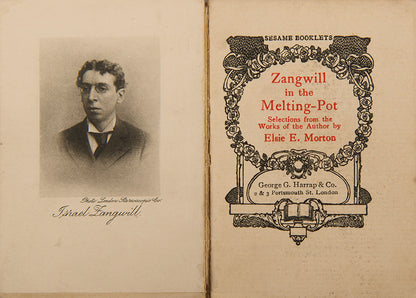 Photo London Stereoscopic Co.
Israel Zangwill
SESAME BOOKLETS
Zangwill
in the
Melting-Pot
Selections from the
Works of the Author by
Elsie E. Morton
George G. Harrap & Co.
2 & 3 Portsmouth St. London